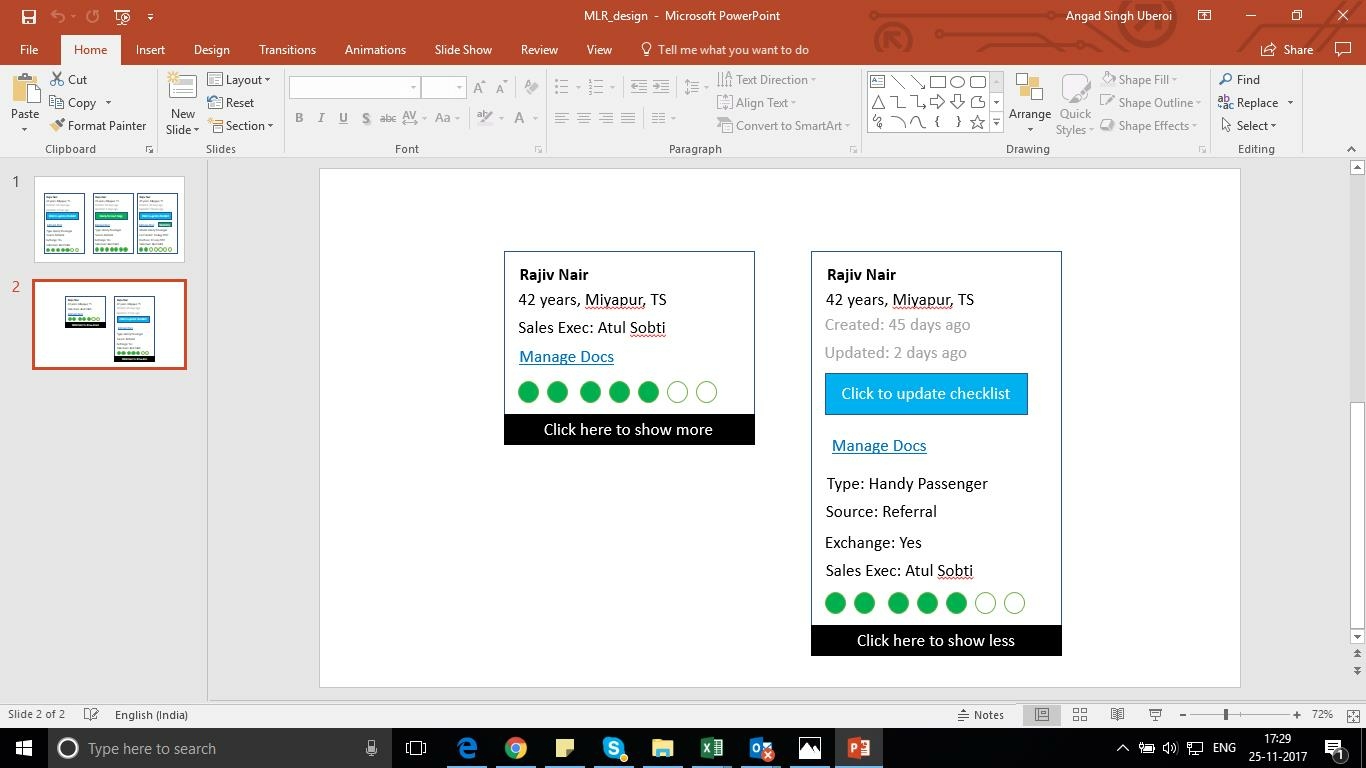 MLR_design - Microsoft PowerPoint
Angad Singh Uberoi
File Home Insert Design Transitions Animations Slide Show Review View Tell me what you want to do
Share
Paste
Cut
Copy
Format Painter
Clipboard
New
Slide
Layout
Reset
Section
Slides
B I U S abc AV Aa A
Font
Text Direction
Align Text
Convert to SmartArt
Paragraph
Arrange
Quick
Styles
Shape Fill
Shape Outline
Shape Effects
Drawing
Find
Replace
Select
Editing
1
2
Rajiv Nair
42 years, Miyapur, TS
Sales Exec: Atul Sobti
Manage Docs
Click here to show more
Rajiv Nair
42 years, Miyapur, TS
Created: 45 days ago
Updated: 2 days ago
Click to update checklist
Manage Docs
Type: Handy Passenger
Source: Referral
Exchange: Yes
Sales Exec: Atul Sobti
Click here to show less
Slide 2 of 2
English (India)
Notes
72%
Type here to search
ENG
17:29
25-11-2017
1